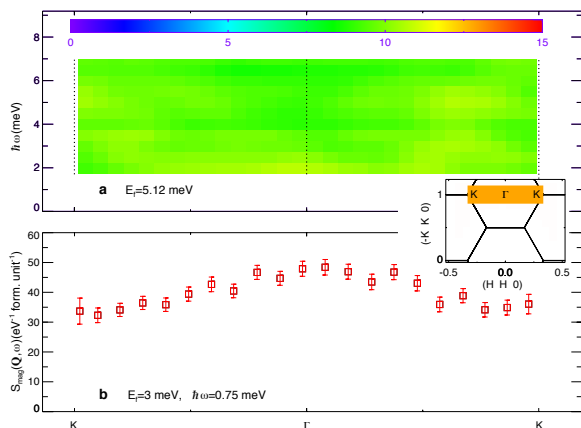 0 5 10 15
8
6
4
2
0
ħω(meV)
a E_f=5.12 meV
K Γ K
1
0
(-K K 0)
-0.5 0.0 0.5
(H H 0)
60
50
40
30
20
10
0
S_mag(Q,ω)(eV⁻¹ form. unit⁻¹)
b E_f=3 meV, ħω=0.75 meV
K Γ K